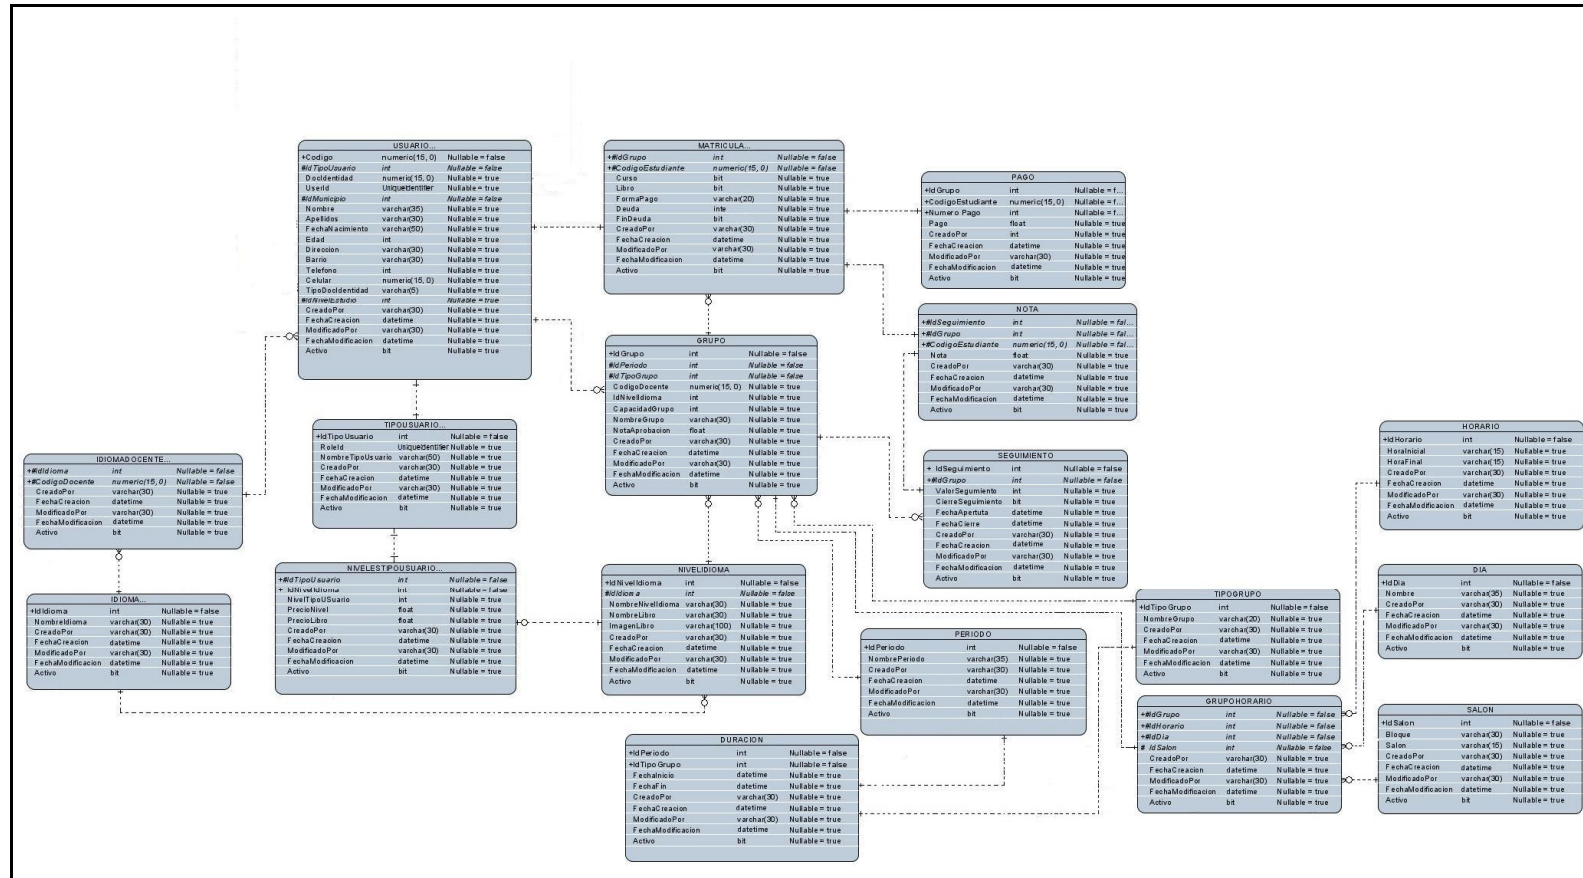 USUARIO...
+Codigo numeric(15, 0) Nullable = false
#IdTipoUsuario int Nullable = false
DocIdentidad numeric(15, 0) Nullable = true
UserId UniqueIdentifier Nullable = true
#IdMunicipio int Nullable = false
Nombre varchar(35) Nullable = true
Apellidos varchar(30) Nullable = true
FechaNacimiento varchar(50) Nullable = true
Edad int Nullable = true
Direccion varchar(30) Nullable = true
Barrio varchar(30) Nullable = true
Telefono int Nullable = true
Celular numeric(15, 0) Nullable = true
TipoDocIdentidad varchar(5) Nullable = true
#IdNivelEstudio int Nullable = true
CreadoPor varchar(30) Nullable = true
FechaCreacion datetime Nullable = true
ModificadoPor varchar(30) Nullable = true
FechaModificacion datetime Nullable = true
Activo bit Nullable = true
MATRICULA...
+#IdGrupo int Nullable = false
+#CodigoEstudiante numeric(15, 0) Nullable = false
Curso bit Nullable = true
Libro bit Nullable = true
FormaPago varchar(20) Nullable = true
Deuda inte Nullable = true
FinDeuda bit Nullable = true
CreadoPor varchar(30) Nullable = true
FechaCreacion datetime Nullable = true
ModificadoPor varchar(30) Nullable = true
FechaModificacion datetime Nullable = true
Activo bit Nullable = true
PAGO
+IdGrupo int Nullable = f...
+CodigoEstudiante numeric(15, 0) Nullable = f...
+Numero Pago int Nullable = f...
Pago float Nullable = true
CreadoPor int Nullable = true
FechaCreacion datetime Nullable = true
ModificadoPor varchar(30) Nullable = true
FechaModificacion datetime Nullable = true
Activo bit Nullable = true
NOTA
+#IdSeguimiento int Nullable = fal...
+#IdGrupo int Nullable = fal...
+#CodigoEstudiante numeric(15, 0) Nullable = fal...
Nota float Nullable = true
CreadoPor varchar(30) Nullable = true
FechaCreacion datetime Nullable = true
ModificadoPor varchar(30) Nullable = true
FechaModificacion datetime Nullable = true
Activo bit Nullable = true
GRUPO
+IdGrupo int Nullable = false
#IdPeriodo int Nullable = false
#IdTipoGrupo int Nullable = false
CodigoDocente numeric(15, 0) Nullable = true
IdNivelIdioma int Nullable = true
CapacidadGrupo int Nullable = true
NombreGrupo varchar(30) Nullable = true
NotaAprobacion float Nullable = true
CreadoPor varchar(30) Nullable = true
FechaCreacion datetime Nullable = true
ModificadoPor varchar(30) Nullable = true
FechaModificacion datetime Nullable = true
Activo bit Nullable = true
TIPOUSUARIO...
+IdTipoUsuario int Nullable = false
RoleId UniqueIdentifier Nullable = true
NombreTipoUsuario varchar(50) Nullable = true
CreadoPor varchar(30) Nullable = true
FechaCreacion datetime Nullable = true
ModificadoPor varchar(30) Nullable = true
FechaModificacion datetime Nullable = true
Activo bit Nullable = true
HORARIO
+IdHorario int Nullable = false
HoraInicial varchar(15) Nullable = true
HoraFinal varchar(15) Nullable = true
CreadoPor varchar(30) Nullable = true
FechaCreacion datetime Nullable = true
ModificadoPor varchar(30) Nullable = true
FechaModificacion datetime Nullable = true
Activo bit Nullable = true
IDIOMADOCENTE...
+#IdIdioma int Nullable = false
+#CodigoDocente numeric(15, 0) Nullable = false
CreadoPor varchar(30) Nullable = true
FechaCreacion datetime Nullable = true
ModificadoPor varchar(30) Nullable = true
FechaModificacion datetime Nullable = true
Activo bit Nullable = true
SEGUIMIENTO
+ IdSeguimiento int Nullable = false
+#IdGrupo int Nullable = false
ValorSegumiento int Nullable = true
CierreSeguimiento bit Nullable = true
FechaApertuta datetime Nullable = true
FechaCierre datetime Nullable = true
CreadoPor varchar(30) Nullable = true
FechaCreacion datetime Nullable = true
ModificadoPor varchar(30) Nullable = true
FechaModificacion datetime Nullable = true
Activo bit Nullable = true
NIVELESTIPOUSUARIO...
+#IdTipoUsuario int Nullable = false
+ IdNivelIdioma int Nullable = false
NivelTipoUSuario int Nullable = true
PrecioNivel float Nullable = true
PrecioLibro float Nullable = true
CreadoPor varchar(30) Nullable = true
FechaCreacion datetime Nullable = true
ModificadoPor varchar(30) Nullable = true
FechaModificacion datetime Nullable = true
Activo bit Nullable = true
NIVELIDIOMA
+IdNivelIdioma int Nullable = false
#IdIdioma int Nullable = false
NombreNivelIdioma varchar(30) Nullable = true
NombreLibro varchar(30) Nullable = true
ImagenLibro varchar(100) Nullable = true
CreadoPor varchar(30) Nullable = true
FechaCreacion datetime Nullable = true
ModificadoPor varchar(30) Nullable = true
FechaModificacion datetime Nullable = true
Activo bit Nullable = true
DIA
+IdDia int Nullable = false
Nombre varchar(35) Nullable = true
CreadoPor varchar(30) Nullable = true
FechaCreacion datetime Nullable = true
ModificadoPor varchar(30) Nullable = true
FechaModificacion datetime Nullable = true
Activo bit Nullable = true
IDIOMA...
+IdIdioma int Nullable = false
NombreIdioma varchar(30) Nullable = true
CreadoPor varchar(30) Nullable = true
FechaCreacion datetime Nullable = true
ModificadoPor varchar(30) Nullable = true
FechaModificacion datetime Nullable = true
Activo bit Nullable = true
TIPOGRUPO
+IdTipoGrupo int Nullable = false
NombreGrupo varchar(20) Nullable = true
CreadoPor varchar(30) Nullable = true
FechaCreacion datetime Nullable = true
ModificadoPor varchar(30) Nullable = true
FechaModificacion datetime Nullable = true
Activo bit Nullable = true
PERIODO
+IdPeriodo int Nullable = false
NombrePeriodo varchar(35) Nullable = true
CreadoPor varchar(30) Nullable = true
FechaCreacion datetime Nullable = true
ModificadoPor varchar(30) Nullable = true
FechaModificacion datetime Nullable = true
Activo bit Nullable = true
GRUPOHORARIO
+#IdGrupo int Nullable = false
+#IdHorario int Nullable = false
+#IdDia int Nullable = false
# IdSalon int Nullable = false
CreadoPor varchar(30) Nullable = true
FechaCreacion datetime Nullable = true
ModificadoPor varchar(30) Nullable = true
FechaModificacion datetime Nullable = true
Activo bit Nullable = true
SALON
+IdSalon int Nullable = false
Bloque varchar(30) Nullable = true
Salon varchar(15) Nullable = true
CreadoPor varchar(30) Nullable = true
FechaCreacion datetime Nullable = true
ModificadoPor varchar(30) Nullable = true
FechaModificacion datetime Nullable = true
Activo bit Nullable = true
DURACION
+IdPeriodo int Nullable = false
+IdTipoGrupo int Nullable = false
FechaInicio datetime Nullable = true
FechaFin datetime Nullable = true
CreadoPor varchar(30) Nullable = true
FechaCreacion datetime Nullable = true
ModificadoPor varchar(30) Nullable = true
FechaModificacion datetime Nullable = true
Activo bit Nullable = true